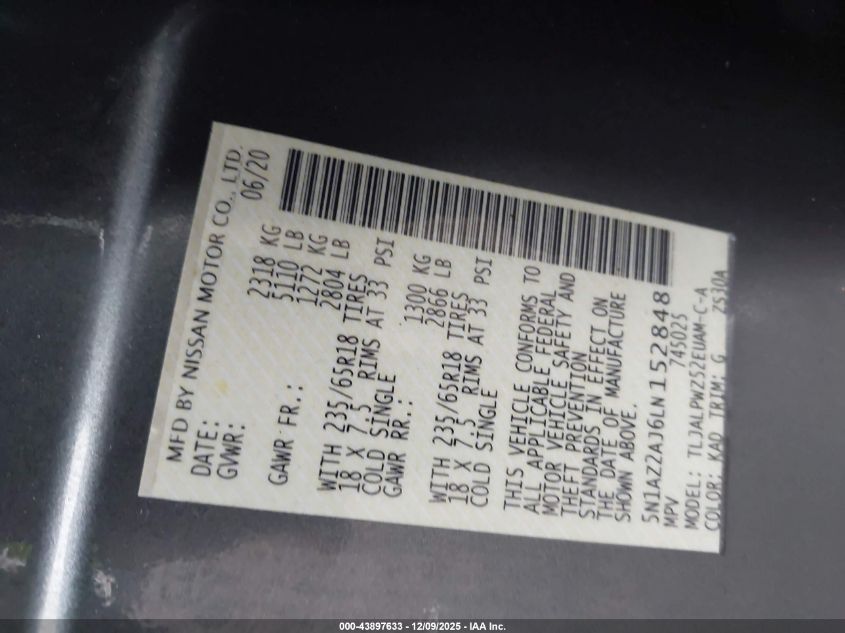 MFD BY NISSAN MOTOR CO., LTD.
DATE: 06/20
GVWR: 2318 KG
5110 LB
GAWR FR.: 1272 KG
2804 LB
WITH 235/65R18 TIRES
18 X 7.5 RIMS AT 33 PSI
COLD SINGLE
GAWR RR.: 1300 KG
2866 LB
WITH 235/65R18 TIRES
18 X 7.5 RIMS AT 33 PSI
COLD SINGLE
THIS VEHICLE CONFORMS TO
ALL APPLICABLE FEDERAL
MOTOR VEHICLE SAFETY AND
THEFT PREVENTION
STANDARDS IN EFFECT ON
THE DATE OF MANUFACTURE
SHOWN ABOVE.
5N1AZ2AJ6LN152848
MPV 745025
MODEL: TLJALPWZ52EUAM-C-A
COLOR: KAD TRIM: G ZS30A
000-43897633 - 12/09/2025 - IAA Inc.